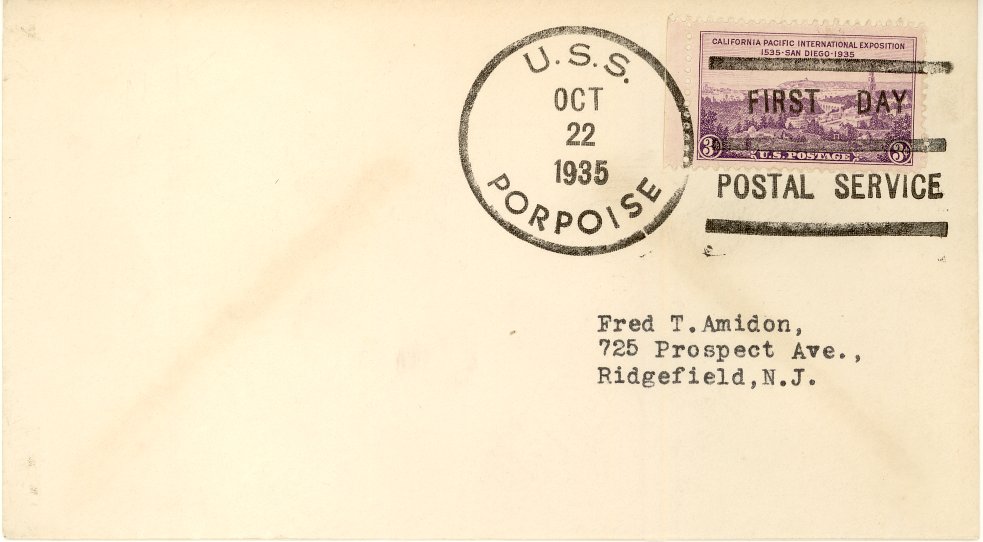 U.S.S.
OCT
22
1935
PORPOISE
CALIFORNIA PACIFIC INTERNATIONAL EXPOSITION
1535-SAN DIEGO-1935
FIRST DAY
3¢ U.S. POSTAGE 3¢
POSTAL SERVICE
Fred T.Amidon,
725 Prospect Ave.,
Ridgefield,N.J.